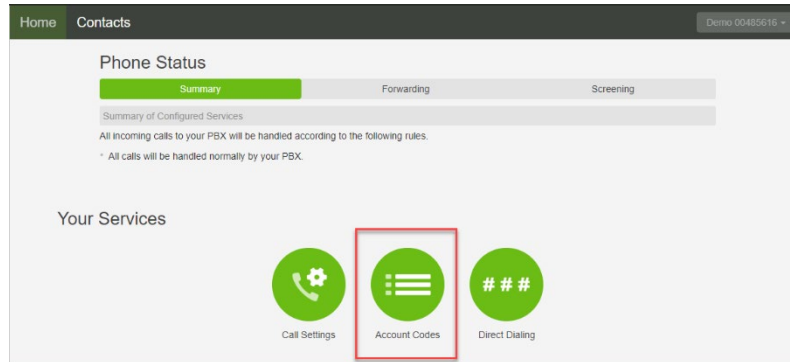 Home Contacts Demo 00485616
Phone Status
Summary Forwarding Screening
Summary of Configured Services
All incoming calls to your PBX will be handled according to the following rules.
* All calls will be handled normally by your PBX.
Your Services
###
Call Settings Account Codes Direct Dialing